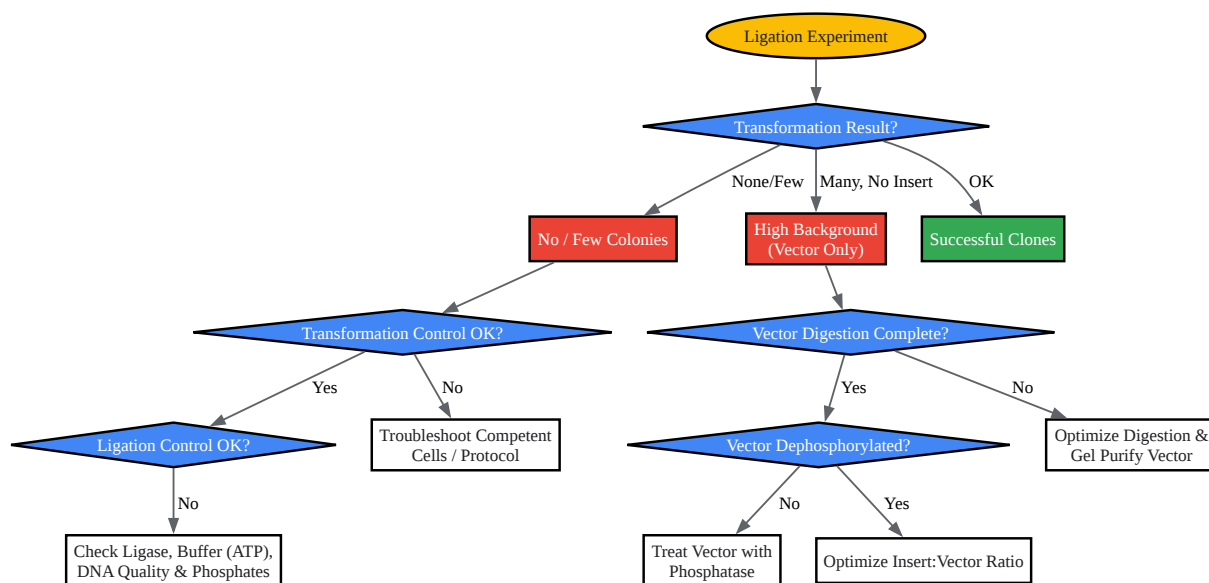 Ligation Experiment
Transformation Result?
None/Few
Many, No Insert
OK
No / Few Colonies
High Background
(Vector Only)
Successful Clones
Transformation Control OK?
Vector Digestion Complete?
Yes
No
Yes
No
Ligation Control OK?
Troubleshoot Competent
Cells / Protocol
Vector Dephosphorylated?
Optimize Digestion &
Gel Purify Vector
No
No
Yes
Check Ligase, Buffer (ATP),
DNA Quality & Phosphates
Treat Vector with
Phosphatase
Optimize Insert:Vector Ratio